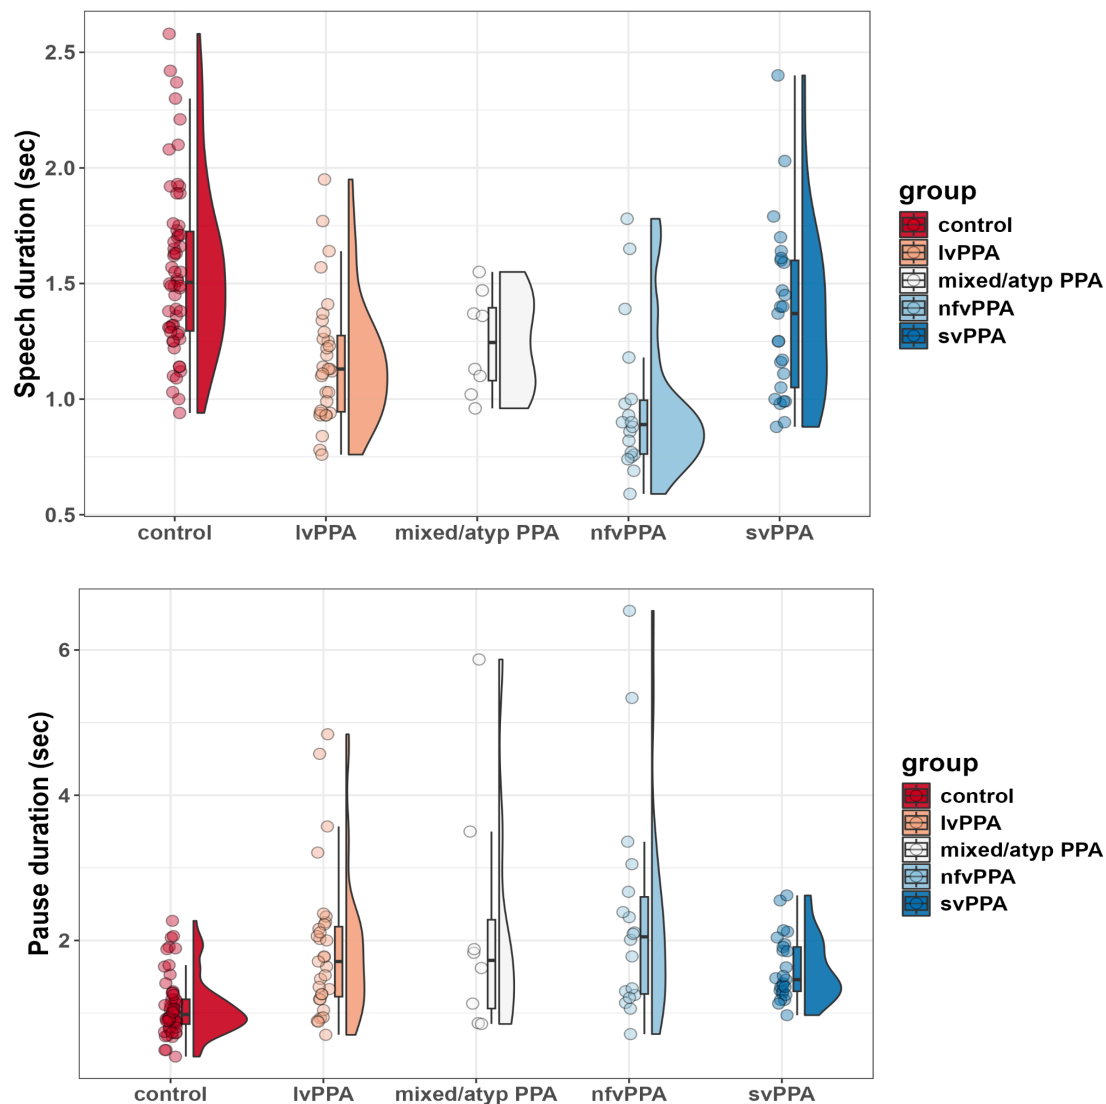 Speech duration (sec)
2.5
2.0
1.5
1.0
0.5
control
lvPPA
mixed/atyp PPA
nfvPPA
svPPA
group
control
lvPPA
mixed/atyp PPA
nfvPPA
svPPA
Pause duration (sec)
6
4
2
control
lvPPA
mixed/atyp PPA
nfvPPA
svPPA
group
control
lvPPA
mixed/atyp PPA
nfvPPA
svPPA